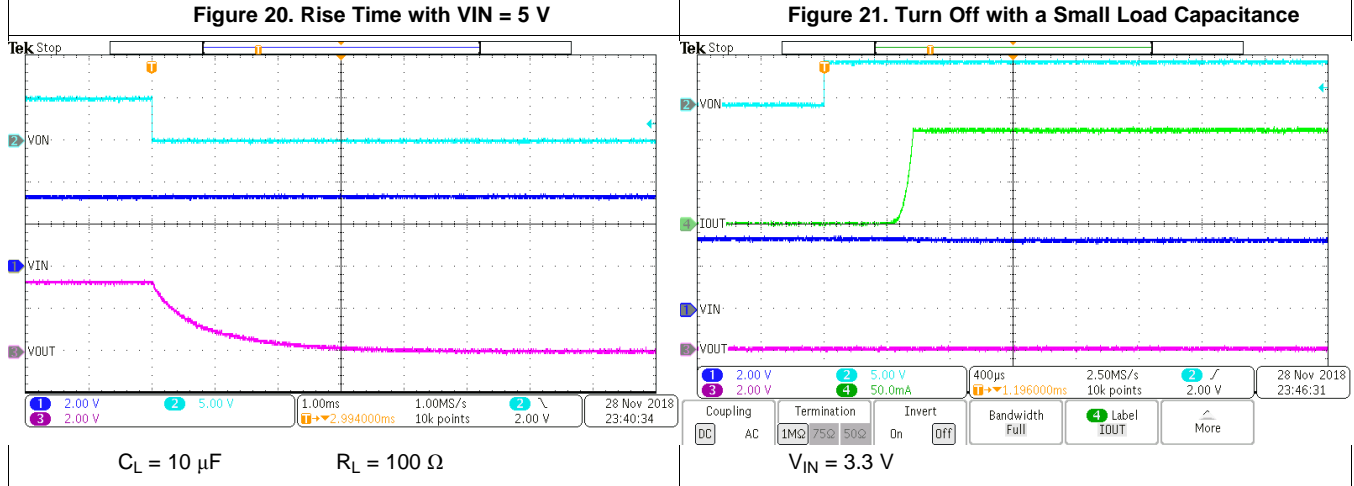 Figure 20. Rise Time with VIN = 5 V
Figure 21. Turn Off with a Small Load Capacitance
Tek Stop
T
T
2 VON
1 VIN
3 VOUT
1 2.00 V
2 5.00 V
3 2.00 V
1.00ms
1.00MS/s
T→▼2.994000ms
10k points
2 \
2.00 V
28 Nov 2018
23:40:34
CL = 10 μF
RL = 100 Ω
Tek Stop
T
T
2 VON
4 IOUT
1 VIN
3 VOUT
1 2.00 V
2 5.00 V
3 2.00 V
4 50.0mA
400μs
2.50MS/s
T→▼1.196000ms
10k points
2 /
2.00 V
28 Nov 2018
23:46:31
Coupling
DC AC
Termination
1MΩ 75Ω 50Ω
Invert
On Off
Bandwidth
Full
4 Label
IOUT
More
VIN = 3.3 V